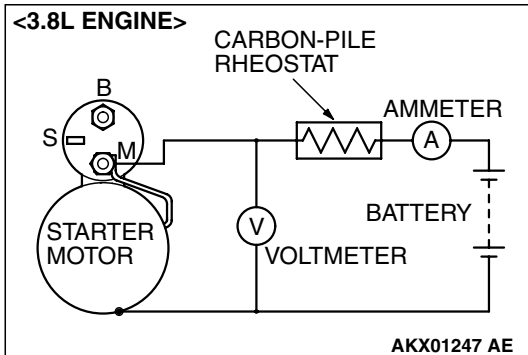 <3.8L ENGINE>
CARBON-PILE
RHEOSTAT
B
AMMETER
S
M
A
BATTERY
STARTER
MOTOR
V
VOLTMETER
AKX01247 AE